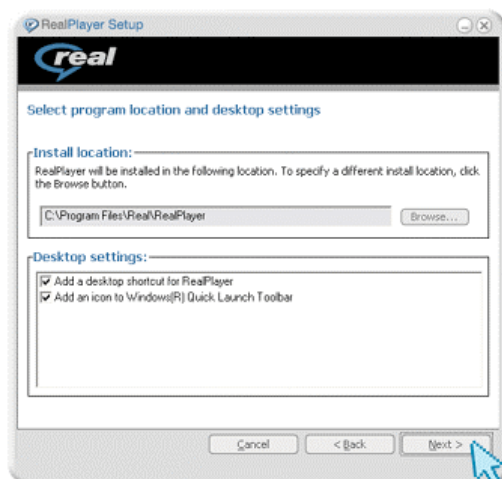 RealPlayer Setup
real
Select program location and desktop settings
Install location:
RealPlayer will be installed in the following location. To specify a different install location, click
the Browse button.
C:\Program Files\Real\RealPlayer
Browse...
Desktop settings:
Add a desktop shortcut for RealPlayer
Add an icon to Windows(R) Quick Launch Toolbar
Cancel
< Back
Next >